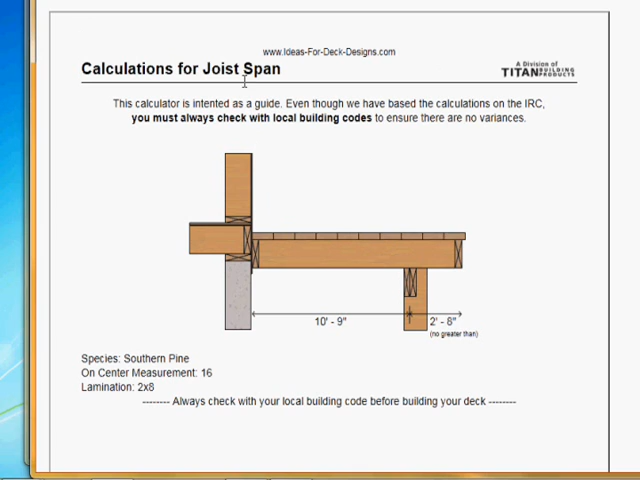 www.Ideas-For-Deck-Designs.com
Calculations for Joist Span
A Division of
TITAN BUILDING PRODUCTS
This calculator is intented as a guide. Even though we have based the calculations on the IRC,
you must always check with local building codes to ensure there are no variances.
10' - 9"
2' - 8"
(no greater than)
Species: Southern Pine
On Center Measurement: 16
Lamination: 2x8
-------- Always check with your local building code before building your deck --------